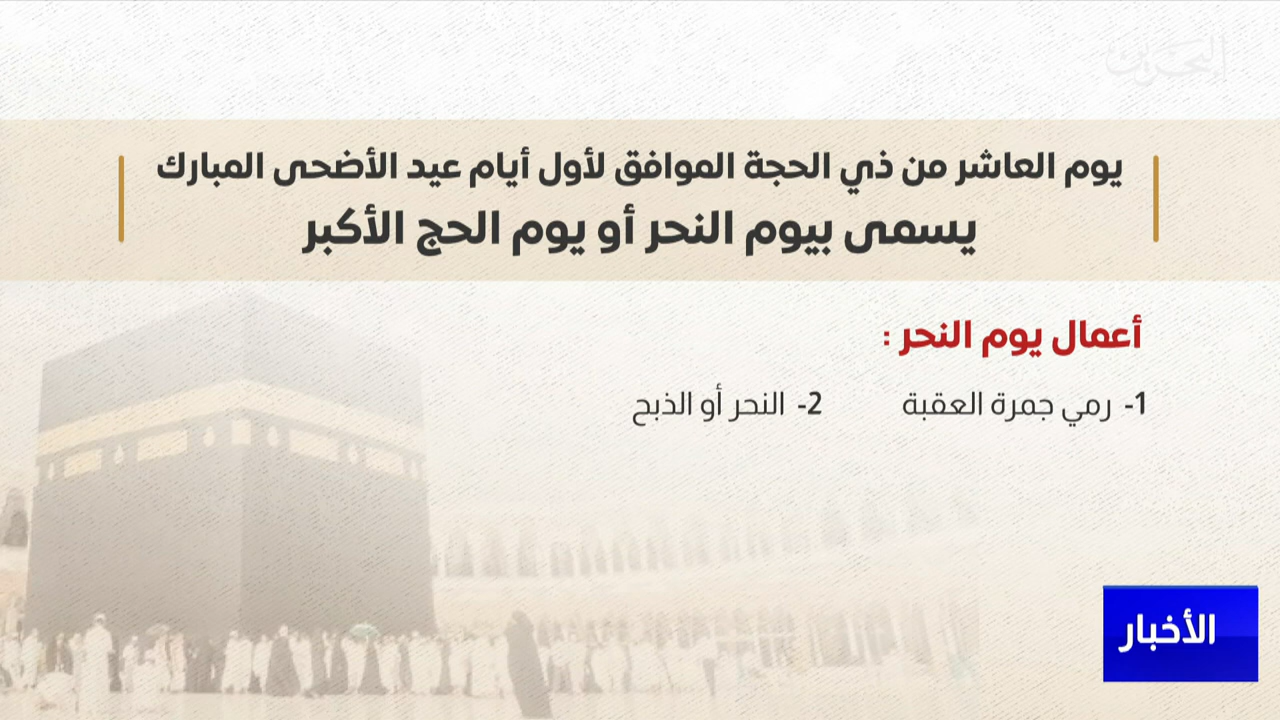 البحرين
يوم العاشر من ذي الحجة الموافق لأول أيام عيد الأضحى المبارك
يسمى بيوم النحر أو يوم الحج الأكبر
أعمال يوم النحر :
1- رمي جمرة العقبة 2- النحر أو الذبح
الأخبار